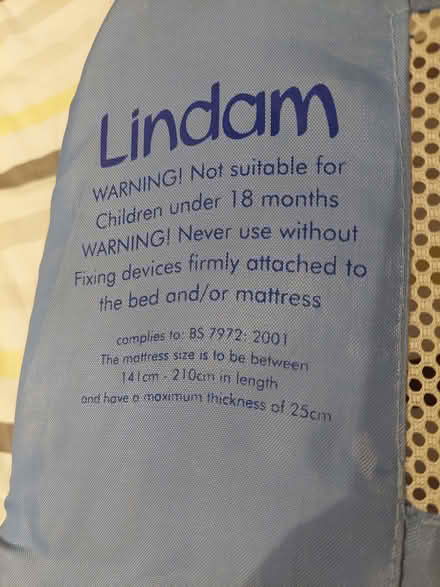 Lindam
WARNING! Not suitable for
Children under 18 months
WARNING! Never use without
Fixing devices firmly attached to
the bed and/or mattress
complies to: BS 7972: 2001
The mattress size is to be between
141cm - 210cm in length
and have a maximum thickness of 25cm